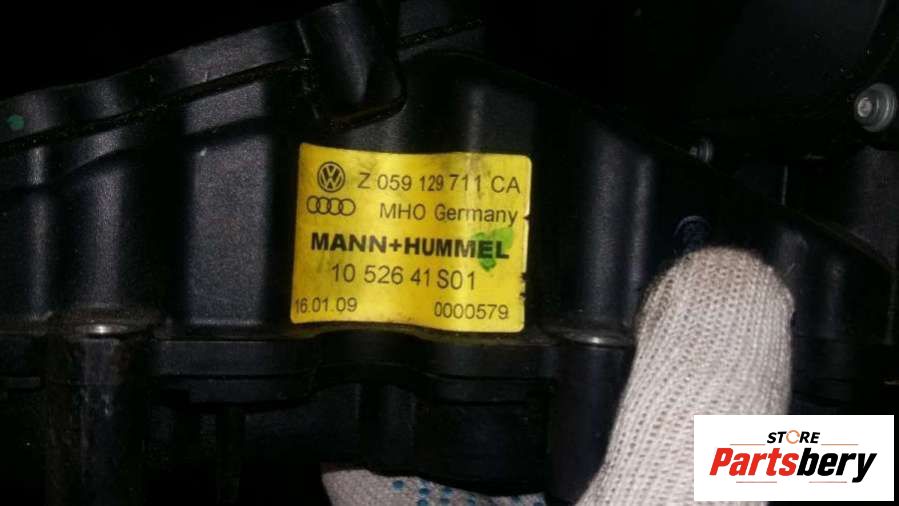 Z 059 129 711 CA
MHO Germany
MANN+HUMMEL
10 526 41 S01
16.01.09 0000579
STORE
Partsbery